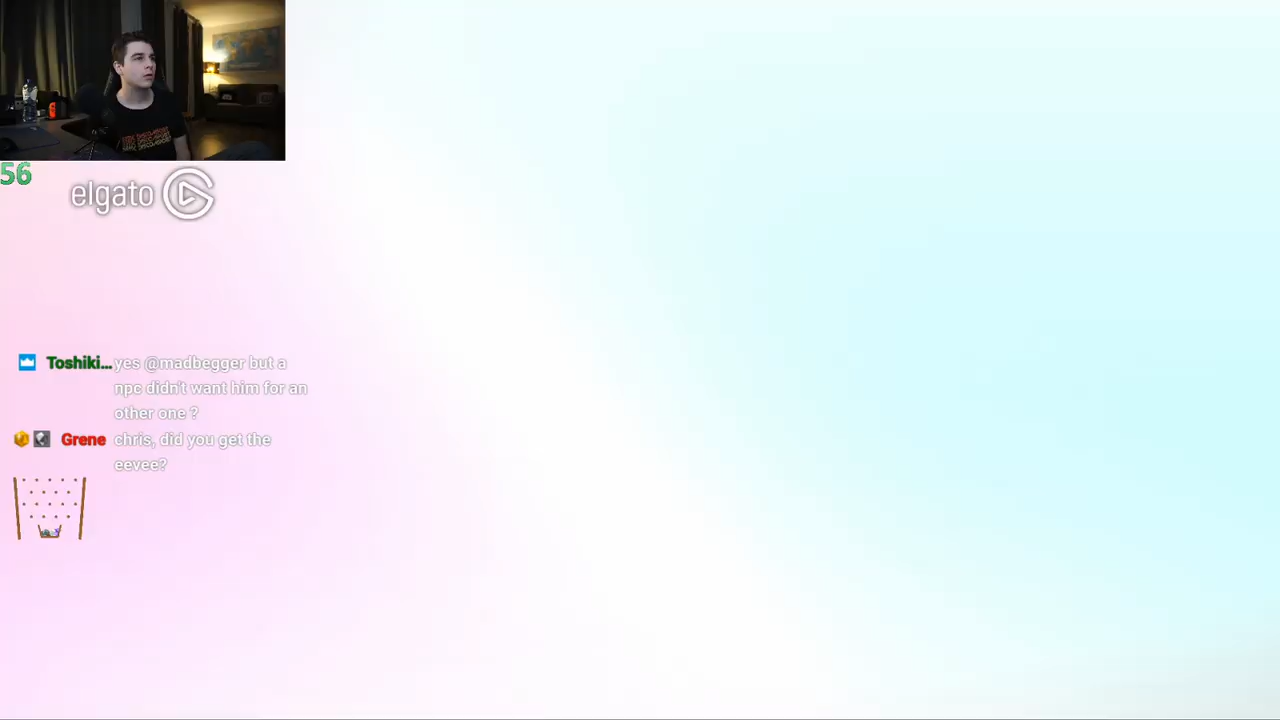 56
elgato
Toshiki... yes @madbegger but a
npc didn't want him for an
other one ?
Grene chris, did you get the
eevee?